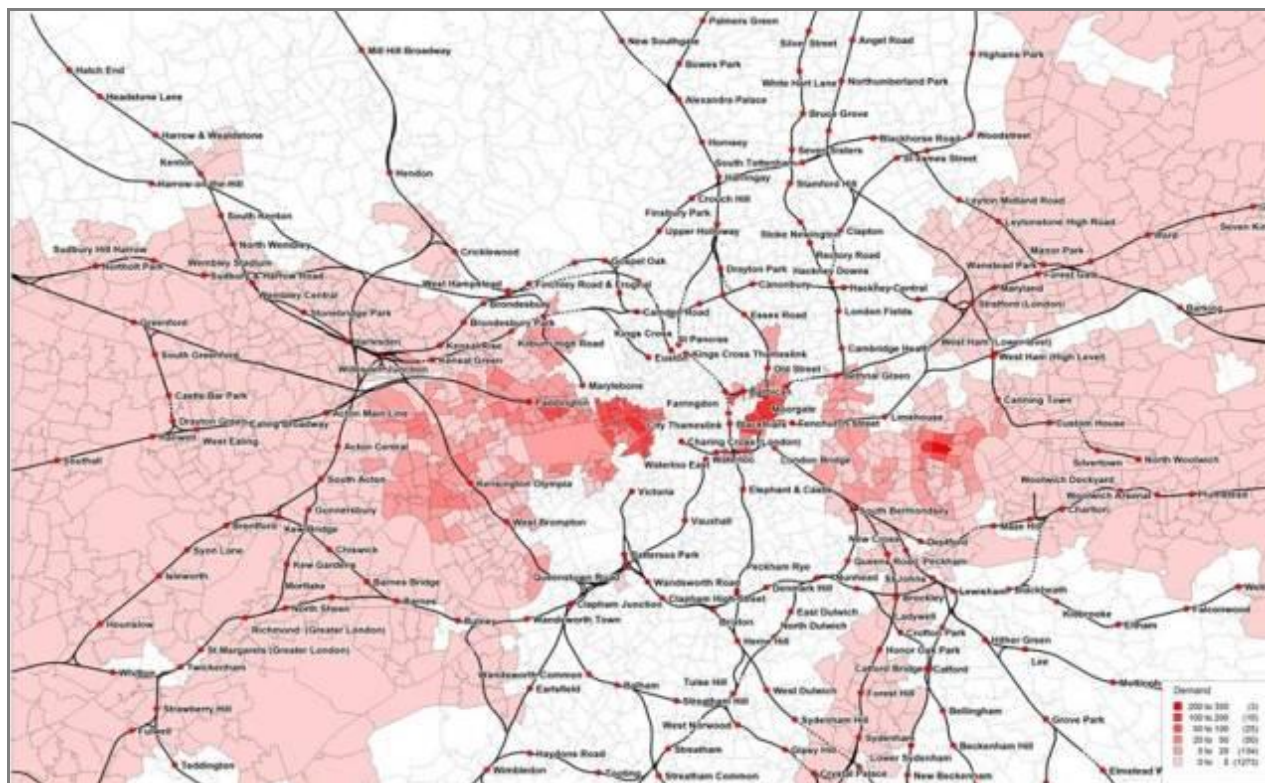 Palmers Green
Silver Street
Angel Road
New Southgate
Mill Hill Broadway
Highams Park
Bowes Park
Hatch End
White Hart Lane
Northumberland Park
Headstone Lane
Alexandra Palace
Bruce Grove
Harrow & Wealdstone
Hornsey
Blackhorse Road
Woodstreet
Seven Sisters
St James Street
South Tottenham
Kenton
Harringay
Hendon
Harrow-on-the-Hill
Stamford Hill
Crouch Hill
Leyton Midland Road
South Kenton
Finsbury Park
Leytonstone High Road
Upper Holloway
Stoke Newington
Clapton
North Wembley
Sudbury Hill Harrow
Cricklewood
Manor Park
Rectory Road
Wembley Stadium
Gospel Oak
Wanstead Park
Northolt Park
Drayton Park
Hackney Downs
Forest Gate
Sudbury & Harrow Road
West Hampstead
Finchley Road & Frognal
Canonbury
Hackney Central
Maryland
Wembley Central
Brondesbury
Stratford (London)
Barking
Stonebridge Park
Essex Road
London Fields
Greenford
Brondesbury Park
Kings Cross
St Pancras
Harlesden
Kensal Rise
Kilburn High Road
West Ham (Low level)
South Greenford
Kensal Green
Euston
Kings Cross Thameslink
Cambridge Heath
West Ham (High Level)
Willesden Junction
Old Street
Bethnal Green
Marylebone
Castle Bar Park
Paddington
Farringdon
Moorgate
Canning Town
Acton Main Line
Drayton Green
Ealing Broadway
Limehouse
Fenchurch Street
City Thameslink
Blackfriars
Custom House
Hanwell
West Ealing
Acton Central
Charing Cross (London)
Southall
Waterloo East
Waterloo
London Bridge
Silvertown
North Woolwich
South Acton
Kensington Olympia
Victoria
Elephant & Castle
Woolwich Dockyard
Woolwich Arsenal
Plumstead
Gunnersbury
South Bermondsey
Charlton
Brentford
Kew Bridge
West Brompton
Vauxhall
Maze Hill
Deptford
New Cross
Syon Lane
Chiswick
Battersea Park
Kew Gardens
Peckham Rye
Queens Road Peckham
St Johns
Isleworth
Mortlake
Barnes Bridge
Queenstown Road
Wandsworth Road
Denmark Hill
Nunhead
Lewisham
Blackheath
North Sheen
Barnes
Clapham Junction
Clapham High Street
Brockley
Kidbrooke
Falconwood
Hounslow
Richmond (Greater London)
Putney
Wandsworth Town
Brixton
East Dulwich
North Dulwich
Ladywell
Eltham
Crofton Park
Herne Hill
Hither Green
St Margarets (Greater London)
Honor Oak Park
Lee
Whitton
Twickenham
Wandsworth Common
Catford Bridge
Catford
Earlsfield
Balham
Tulse Hill
West Dulwich
Forest Hill
Strawberry Hill
Streatham Hill
Bellingham
Grove Park
West Norwood
Sydenham Hill
Fulwell
Sydenham
Haydons Road
Streatham
Gipsy Hill
Lower Sydenham
Beckenham Hill
Teddington
Wimbledon
Tooting
Streatham Common
Crystal Palace
New Beckenham
Demand
200 to 300 (3)
100 to 200 (10)
50 to 100 (25)